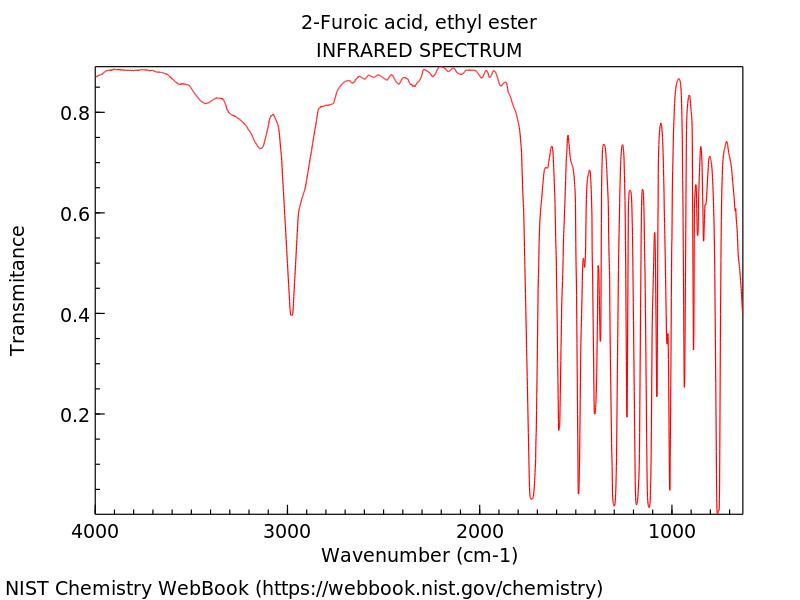 2-Furoic acid, ethyl ester
INFRARED SPECTRUM
Transmitance
0.8
0.6
0.4
0.2
4000 3000 2000 1000
Wavenumber (cm-1)
NIST Chemistry WebBook (https://webbook.nist.gov/chemistry)